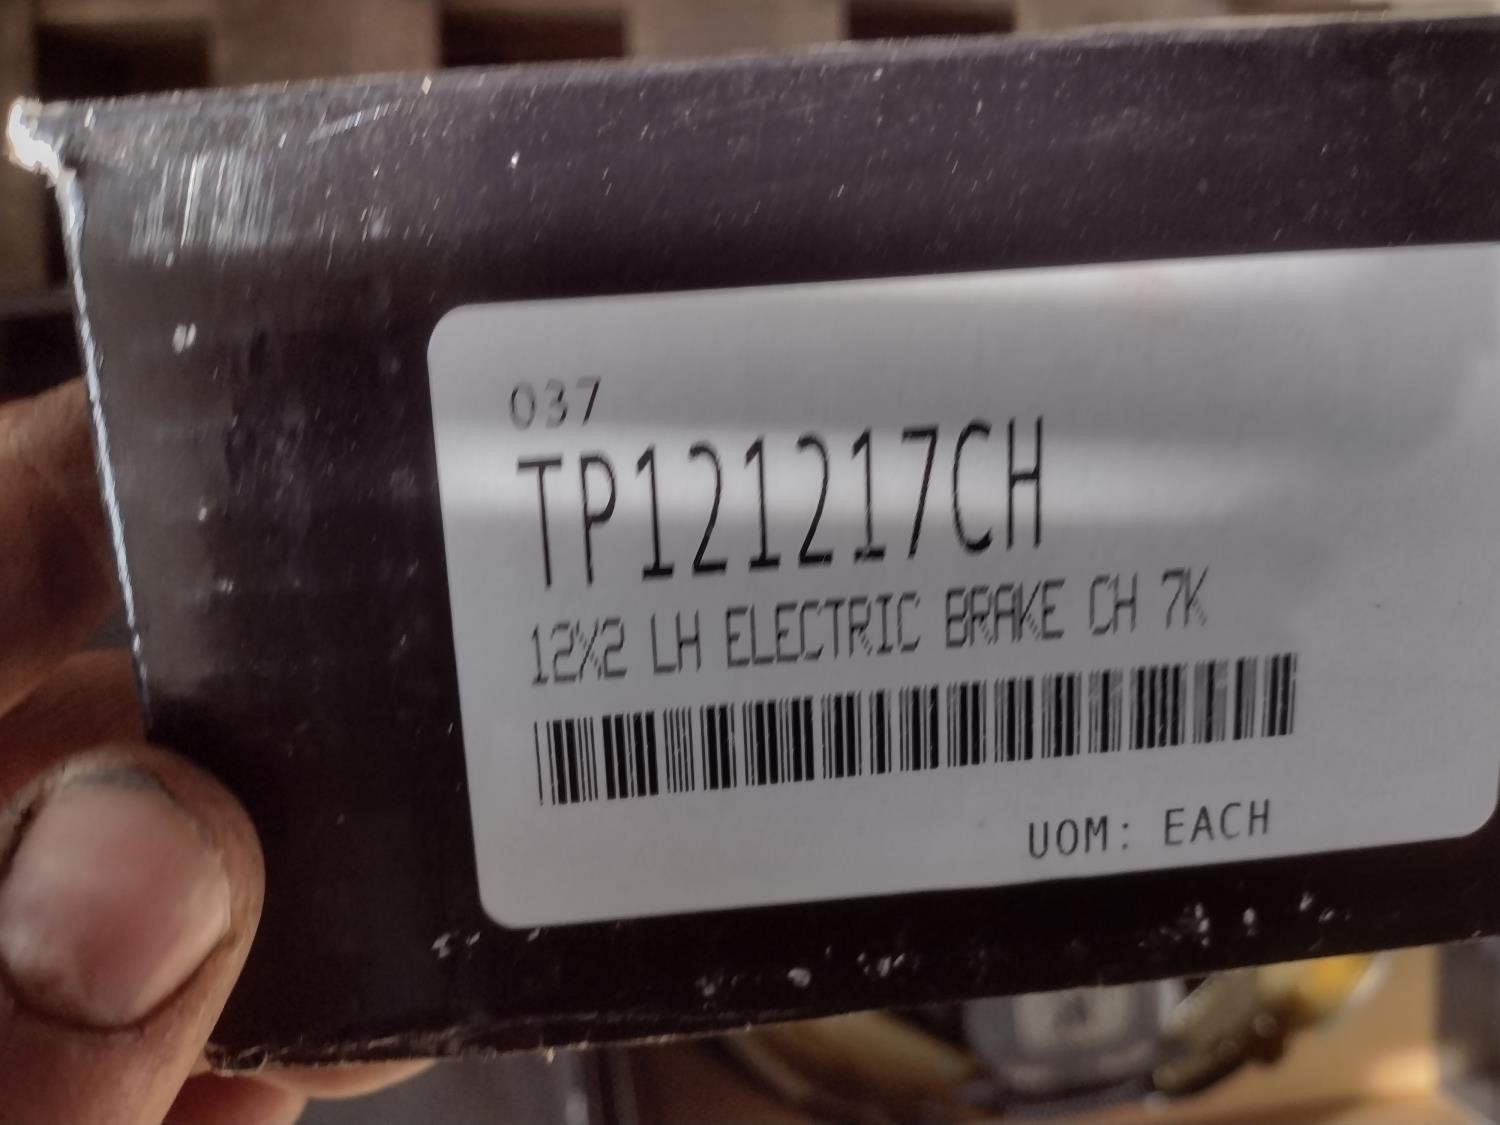 037
TP121217CH
12X2 LH ELECTRIC BRAKE CH 7K
UOM: EACH